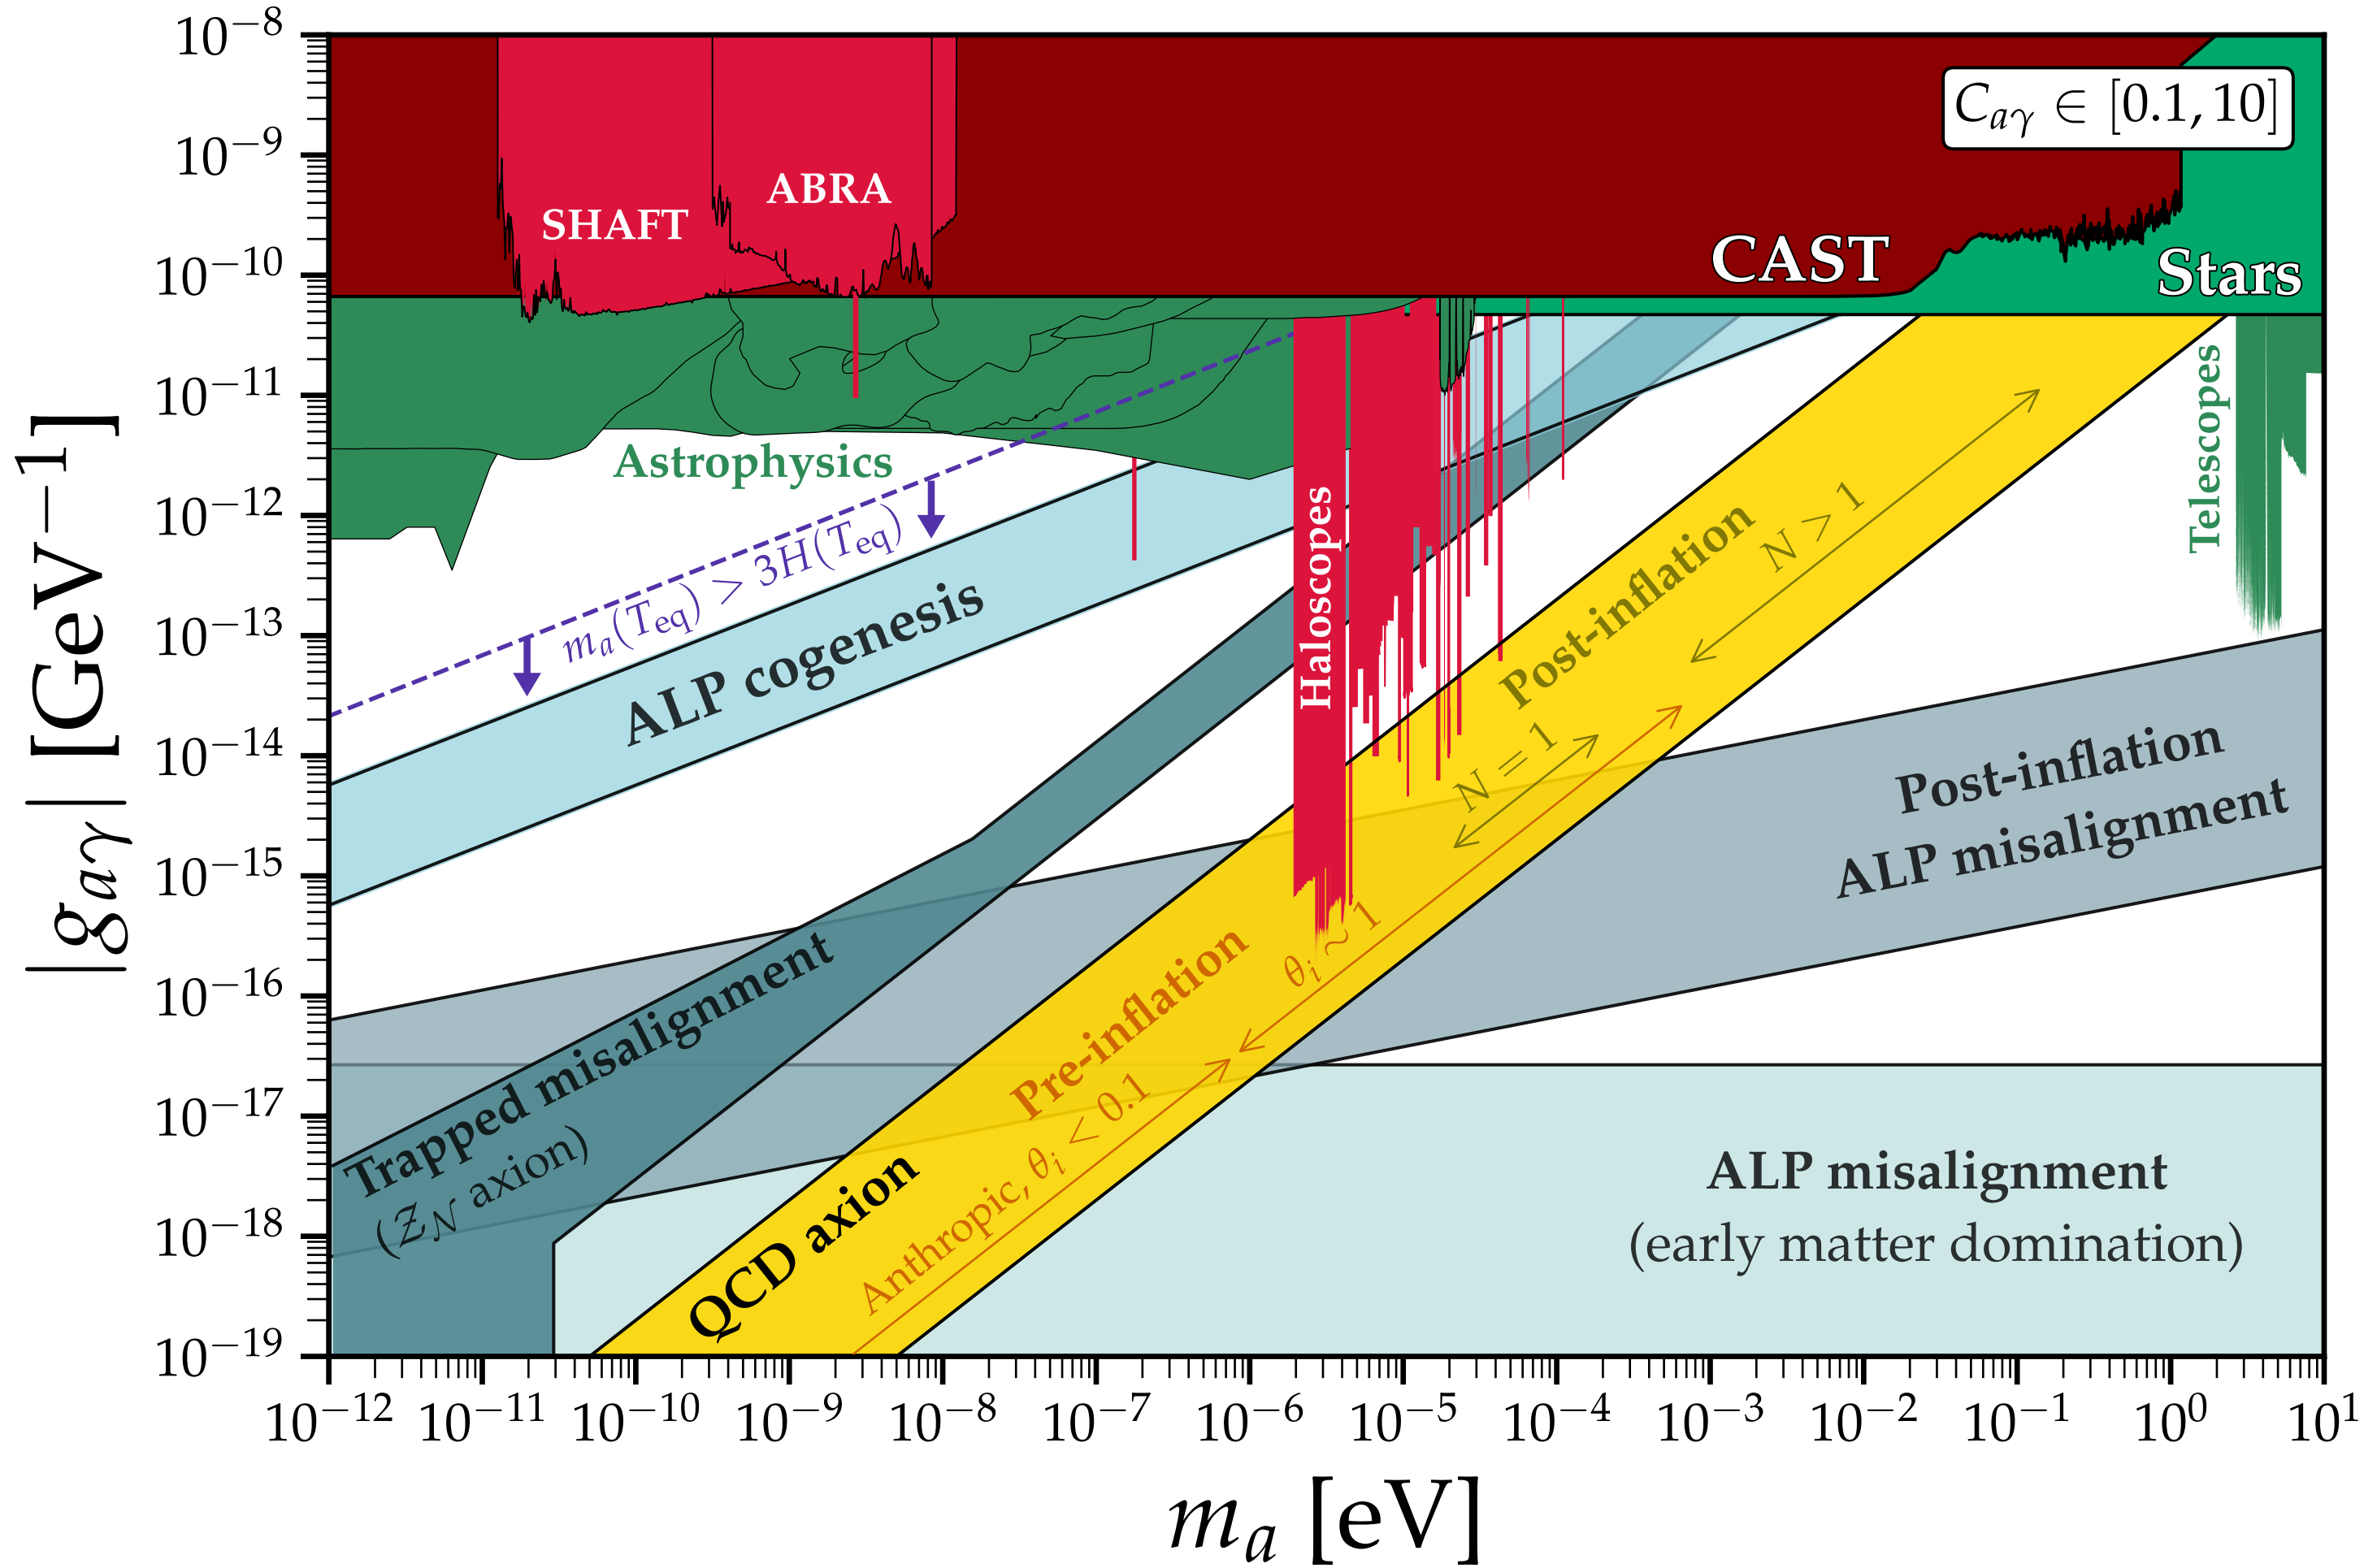 10⁻⁸
10⁻⁹
10⁻¹⁰
10⁻¹¹
10⁻¹²
10⁻¹³
10⁻¹⁴
10⁻¹⁵
10⁻¹⁶
10⁻¹⁷
10⁻¹⁸
10⁻¹⁹
|g_{aγ}| [GeV⁻¹]
C_{aγ} ∈ [0.1, 10]
ABRA
SHAFT
CAST
Stars
Telescopes
Astrophysics
m_a(T_eq) > 3H(T_eq)
ALP cogenesis
Haloscopes
Post-inflation
N > 1
N = 1
Post-inflation
ALP misalignment
Trapped misalignment
(𝒵_𝒩 axion)
Pre-inflation
θ_i ~ 1
QCD axion
Anthropic, θ_i < 0.1
ALP misalignment
(early matter domination)
10⁻¹² 10⁻¹¹ 10⁻¹⁰ 10⁻⁹ 10⁻⁸ 10⁻⁷ 10⁻⁶ 10⁻⁵ 10⁻⁴ 10⁻³ 10⁻² 10⁻¹ 10⁰ 10¹
m_a [eV]